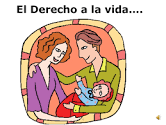 El Derecho a la vida....